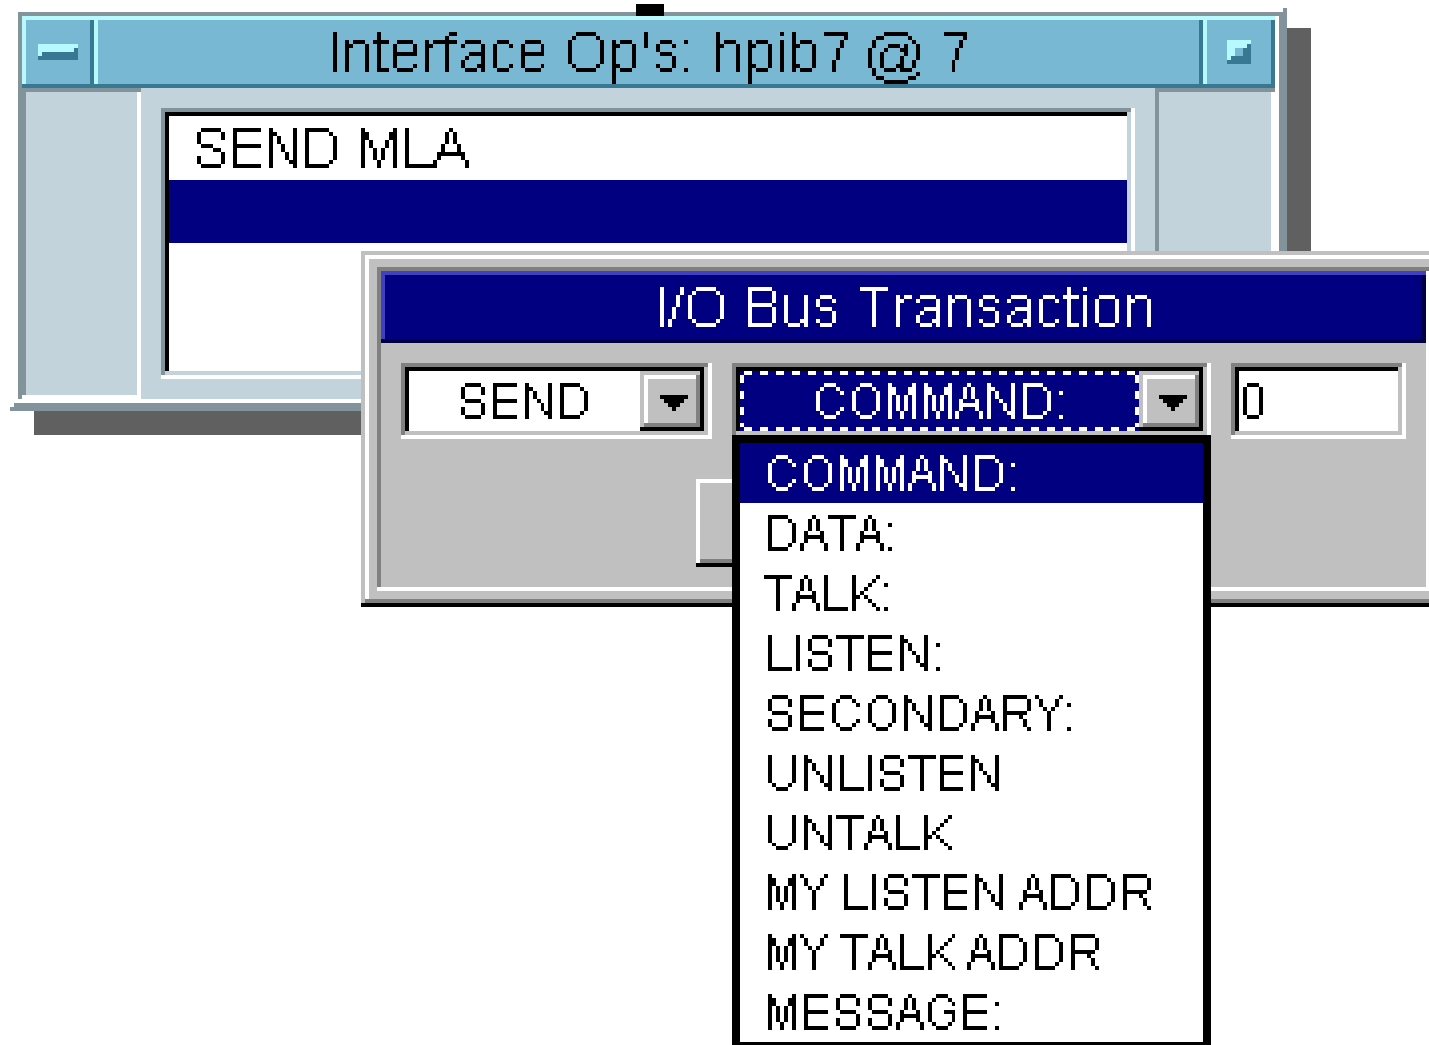 Interface Op's: hpib7 @ 7
SEND MLA
I/O Bus Transaction
SEND COMMAND: 0
COMMAND:
DATA:
TALK:
LISTEN:
SECONDARY:
UNLISTEN
UNTALK
MY LISTEN ADDR
MY TALK ADDR
MESSAGE: